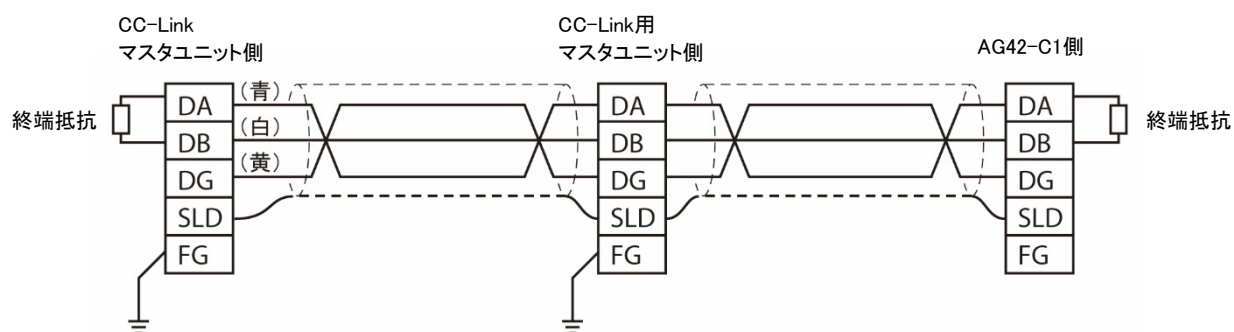 CC-Link
マスタユニット側
CC-Link用
マスタユニット側
AG42-C1側
終端抵抗
DA
DB
DG
SLD
FG
(青)
(白)
(黄)
DA
DB
DG
SLD
FG
DA
DB
DG
SLD
FG
終端抵抗